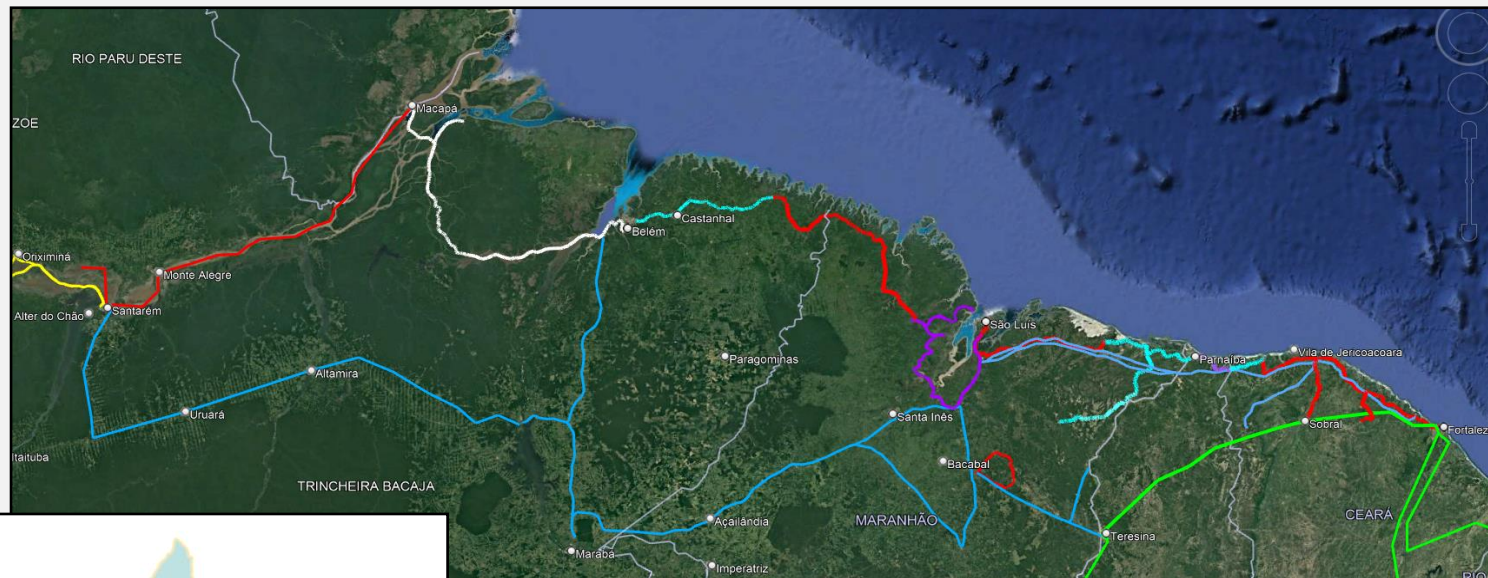 RIO PARU DESTE
Macapá
ZOE
Castanhal
Belém
Oriximiná
Monte Alegre
Santarém
Alter do Chão
São Luís
Parnaíba
Vila de Jericoacoara
Paragominas
Altamira
Uruará
Santa Inês
Sobral
Fortalez
Itaituba
Bacabal
TRINCHEIRA BACAJA
Açailândia
MARANHÃO
CEARÁ
Teresina
Marabá
Imperatriz
RIO